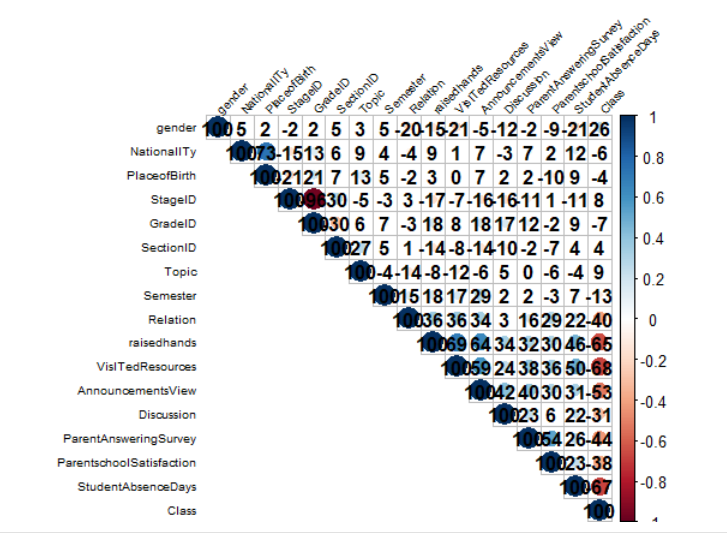 gender
NationalITy
PlaceofBirth
StageID
GradeID
SectionID
Topic
Semester
Relation
raisedhands
VisITedResources
AnnouncementsView
Discussion
ParentAnsweringSurvey
ParentschoolSatisfaction
StudentAbsenceDays
Class
gender 100 5 2 -2 2 5 3 5 -20 -15 -21 -5 -12 -2 -9 -21 26
NationalITy 100 73 -15 13 6 9 4 -4 9 1 7 -3 7 2 12 -6
PlaceofBirth 100 -21 21 7 13 5 -2 3 0 7 2 2 -10 9 -4
StageID 100 -96 30 -5 -3 3 -17 -7 -16 -16 -11 1 -11 8
GradeID 100 -30 6 7 -3 18 8 18 17 12 -2 9 -7
SectionID 100 27 5 1 -14 -8 -14 -10 -2 -7 4 4
Topic 100 -4 -14 -8 -12 -6 5 0 -6 -4 9
Semester 100 15 18 17 29 2 2 -3 7 -13
Relation 100 36 36 34 3 16 29 22 -40
raisedhands 100 69 64 34 32 30 46 -65
VisITedResources 100 59 24 38 36 50 -68
AnnouncementsView 100 42 40 30 31 -53
Discussion 100 23 6 22 -31
ParentAnsweringSurvey 100 54 26 -44
ParentschoolSatisfaction 100 23 -38
StudentAbsenceDays 100 -67
Class 100
1
0.8
0.6
0.4
0.2
0
-0.2
-0.4
-0.6
-0.8
-1